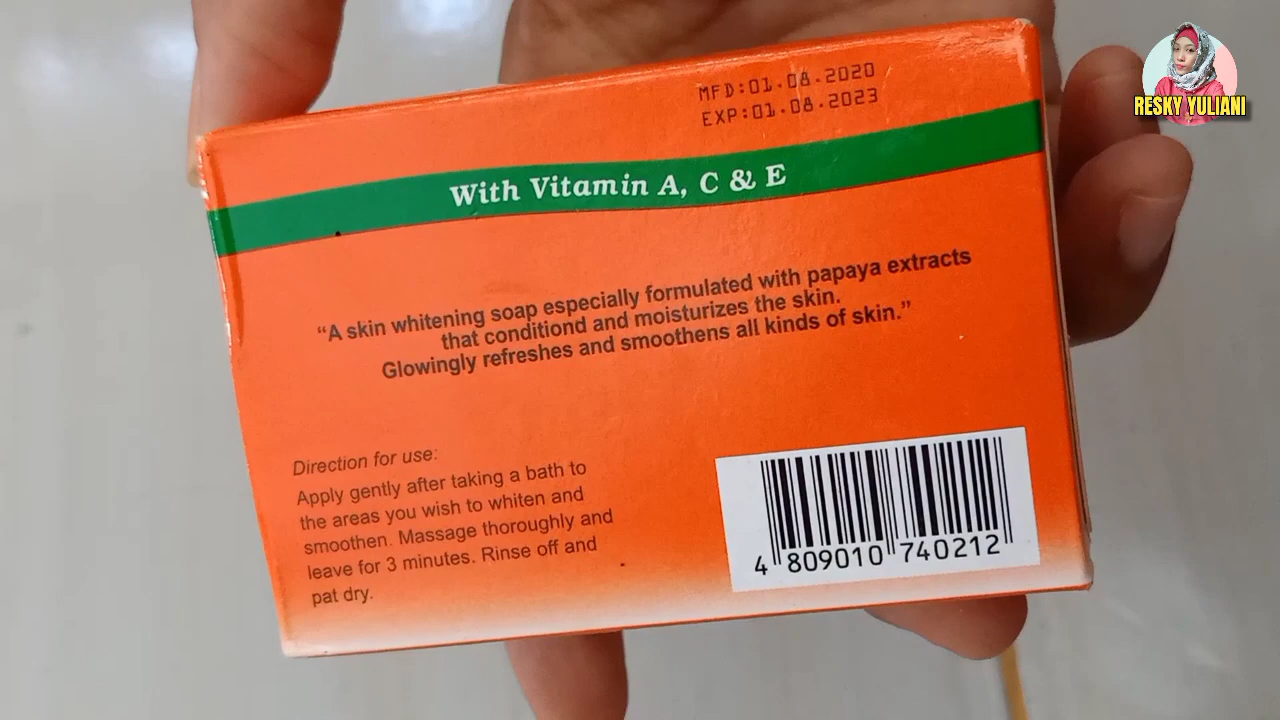 RESKY YULIANI
MFD:01.08.2020
EXP:01.08.2023
With Vitamin A, C & E
“A skin whitening soap especially formulated with papaya extracts
that conditiond and moisturizes the skin.
Glowingly refreshes and smoothens all kinds of skin.”
Direction for use:
Apply gently after taking a bath to
the areas you wish to whiten and
smoothen. Massage thoroughly and
leave for 3 minutes. Rinse off and
pat dry.
4 809010 740212